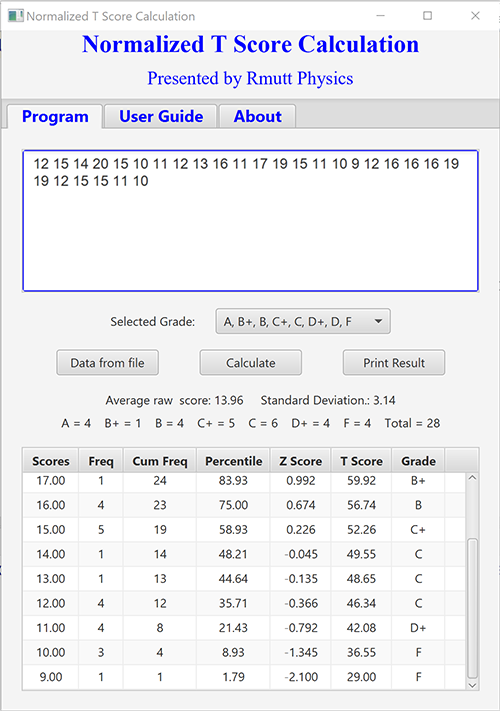 Normalized T Score Calculation
Normalized T Score Calculation
Presented by Rmutt Physics
Program User Guide About
12 15 14 20 15 10 11 12 13 16 11 17 19 15 11 10 9 12 16 16 16 19
19 12 15 15 11 10
Selected Grade: A, B+, B, C+, C, D+, D, F
Data from file Calculate Print Result
Average raw score: 13.96 Standard Deviation.: 3.14
A = 4 B+ = 1 B = 4 C+ = 5 C = 6 D+ = 4 F = 4 Total = 28
Scores Freq Cum Freq Percentile Z Score T Score Grade
17.00 1 24 83.93 0.992 59.92 B+
16.00 4 23 75.00 0.674 56.74 B
15.00 5 19 58.93 0.226 52.26 C+
14.00 1 14 48.21 -0.045 49.55 C
13.00 1 13 44.64 -0.135 48.65 C
12.00 4 12 35.71 -0.366 46.34 C
11.00 4 8 21.43 -0.792 42.08 D+
10.00 3 4 8.93 -1.345 36.55 F
9.00 1 1 1.79 -2.100 29.00 F